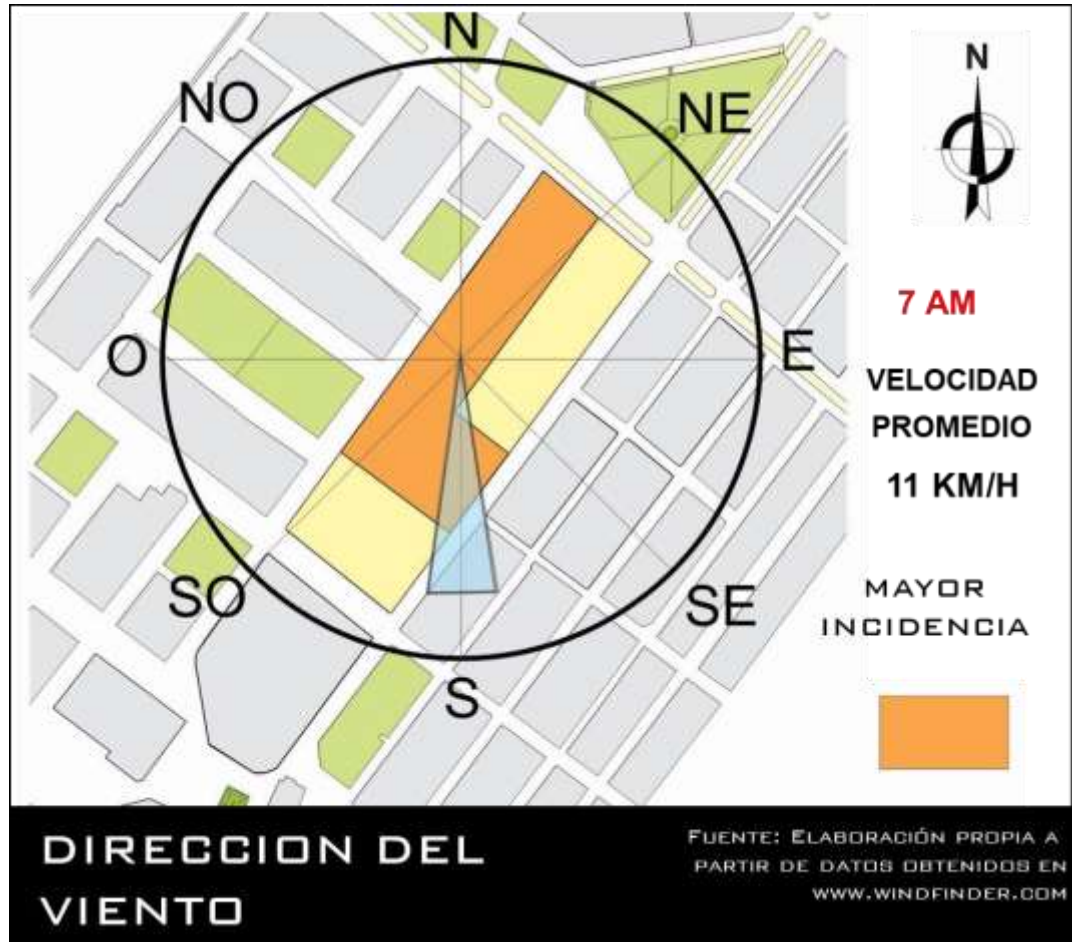 N
NO
NE
N
7 AM
O
E
VELOCIDAD
PROMEDIO
11 KM/H
SO
SE
MAYOR
INCIDENCIA
S
DIRECCION DEL
VIENTO
FUENTE: ELABORACIÓN PROPIA A
PARTIR DE DATOS OBTENIDOS EN
WWW.WINDFINDER.COM